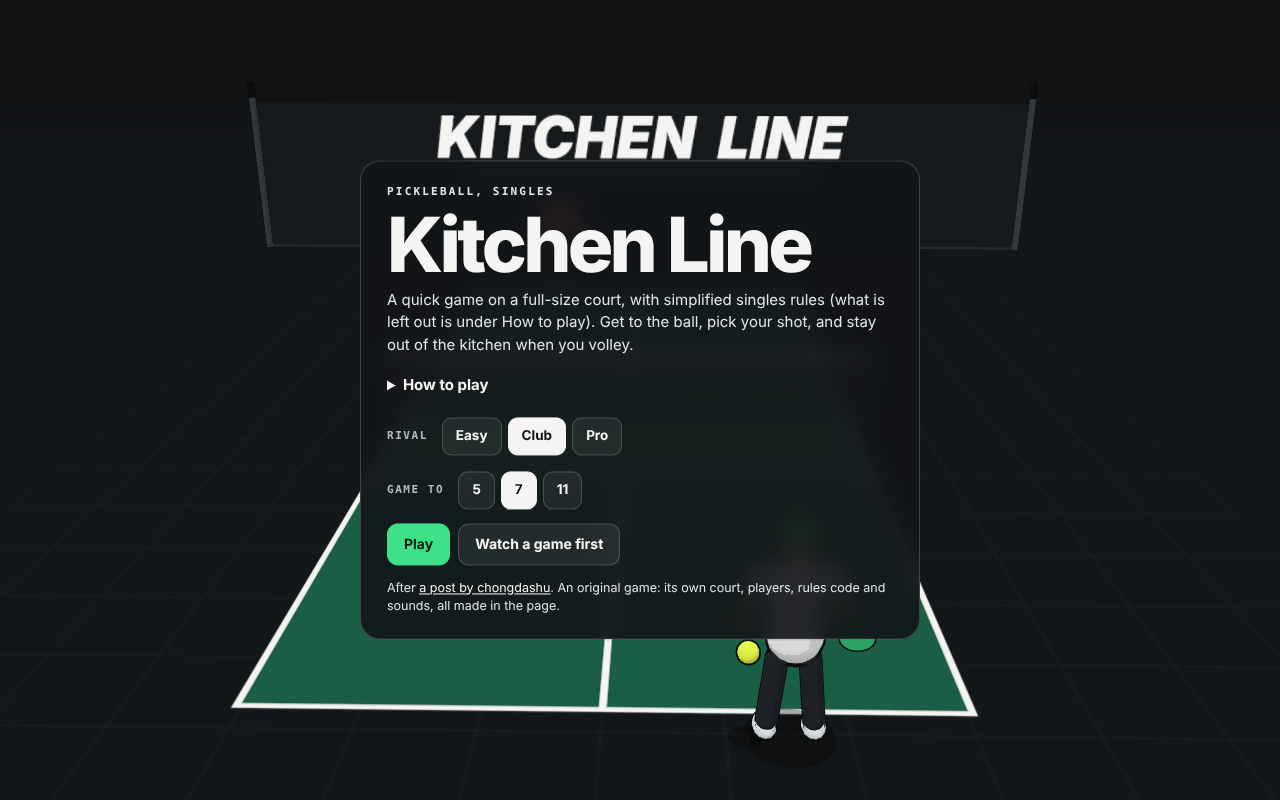 KITCHEN LINE
PICKLEBALL, SINGLES
Kitchen Line
A quick game on a full-size court, with simplified singles rules (what is
left out is under How to play). Get to the ball, pick your shot, and stay
out of the kitchen when you volley.
How to play
RIVAL Easy Club Pro
GAME TO 5 7 11
Play Watch a game first
After a post by chongdashu. An original game: its own court, players, rules code and
sounds, all made in the page.